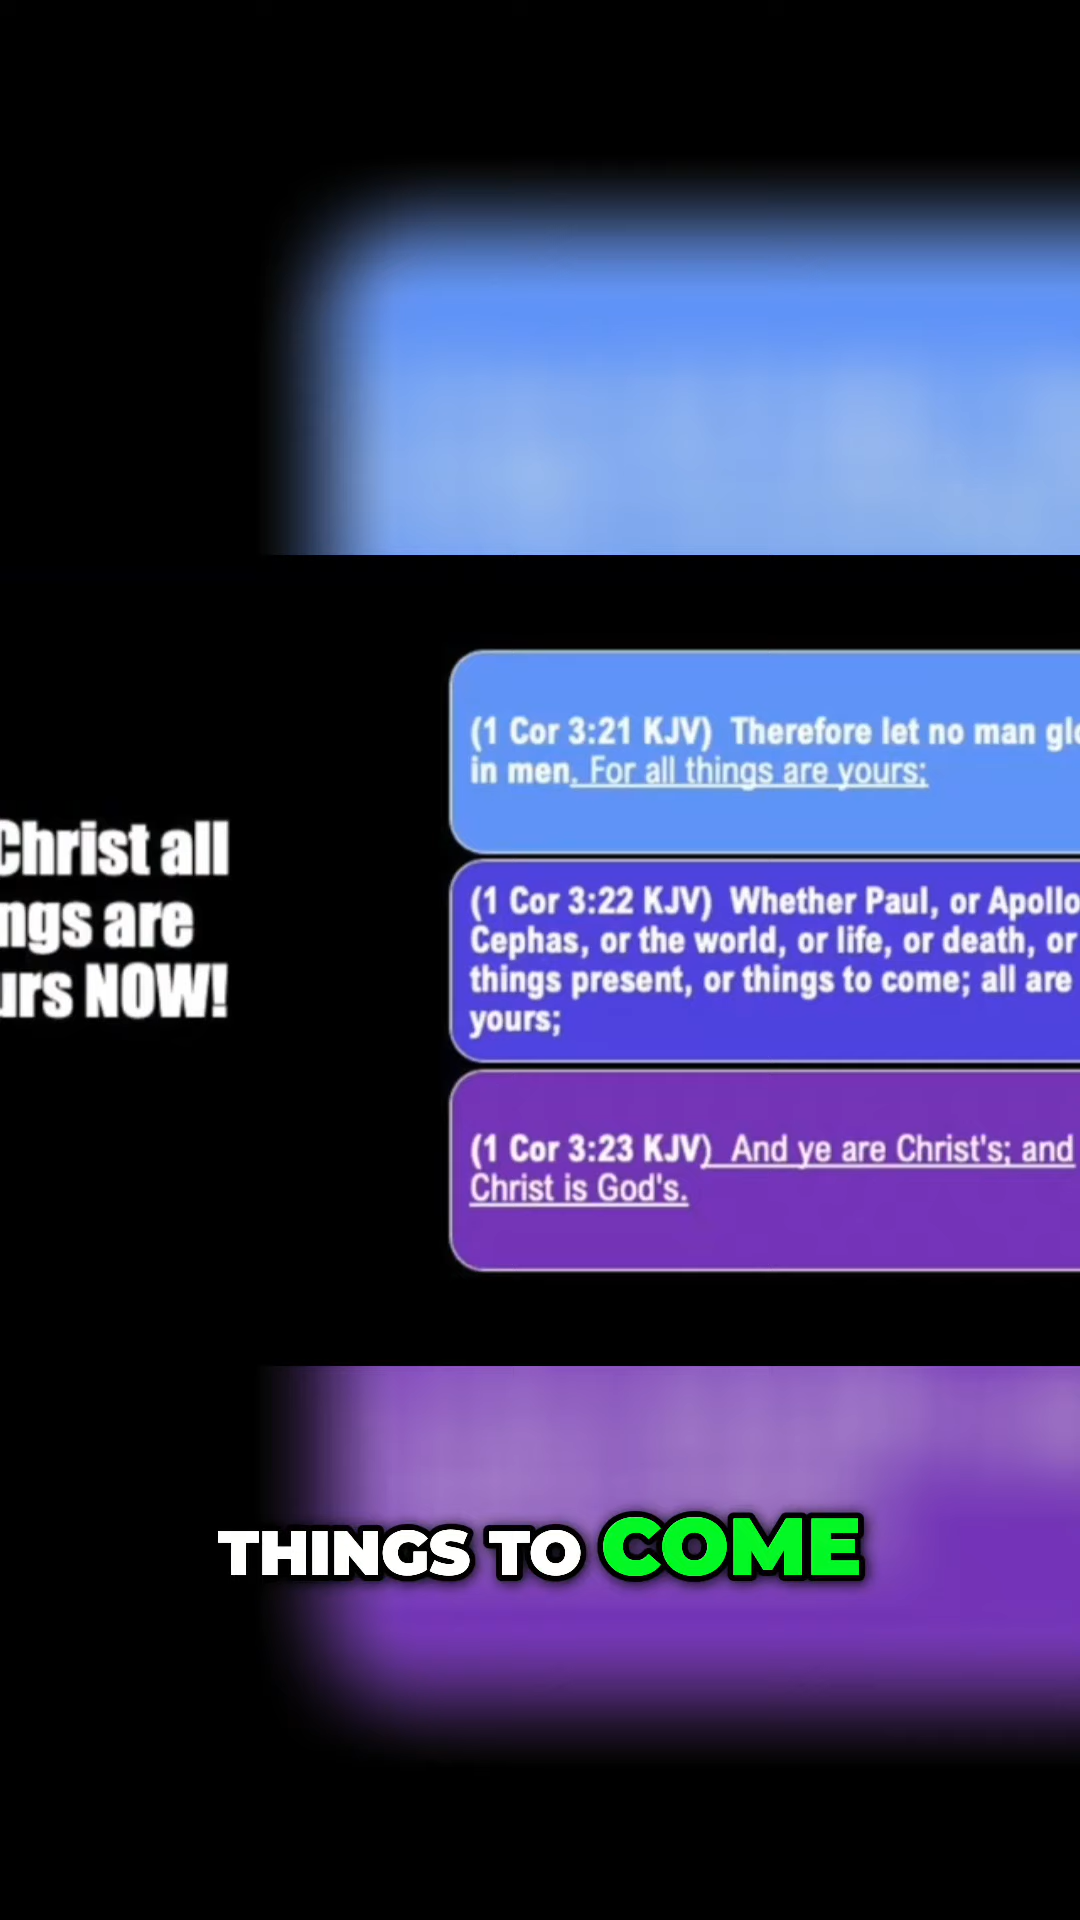 Christ all
ngs are
urs NOW!
(1 Cor 3:21 KJV) Therefore let no man glo
in men. For all things are yours;
(1 Cor 3:22 KJV) Whether Paul, or Apollo
Cephas, or the world, or life, or death, or
things present, or things to come; all are
yours;
(1 Cor 3:23 KJV) And ye are Christ's; and
Christ is God's.
THINGS TO COME